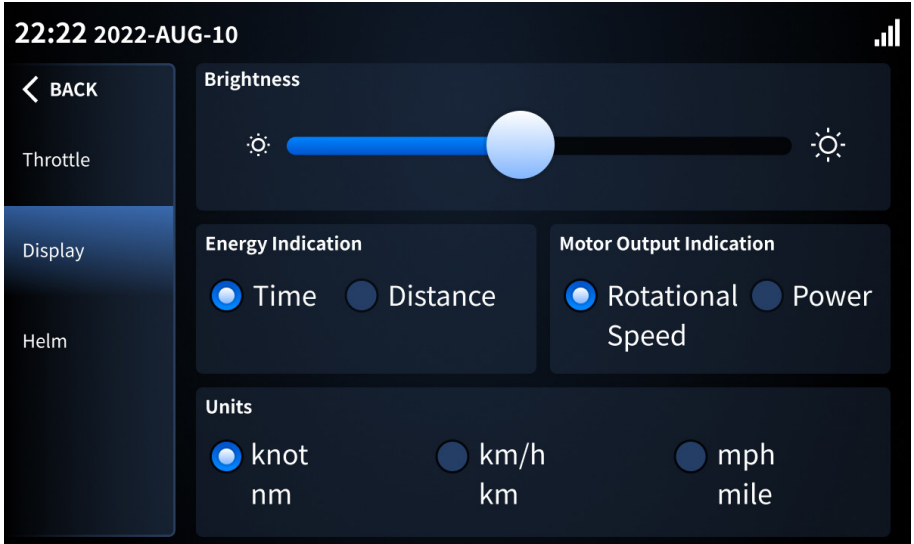 22:22 2022-AUG-10
BACK
Throttle
Display
Helm
Brightness
Energy Indication
Time
Distance
Motor Output Indication
Rotational
Speed
Power
Units
knot
nm
km/h
km
mph
mile